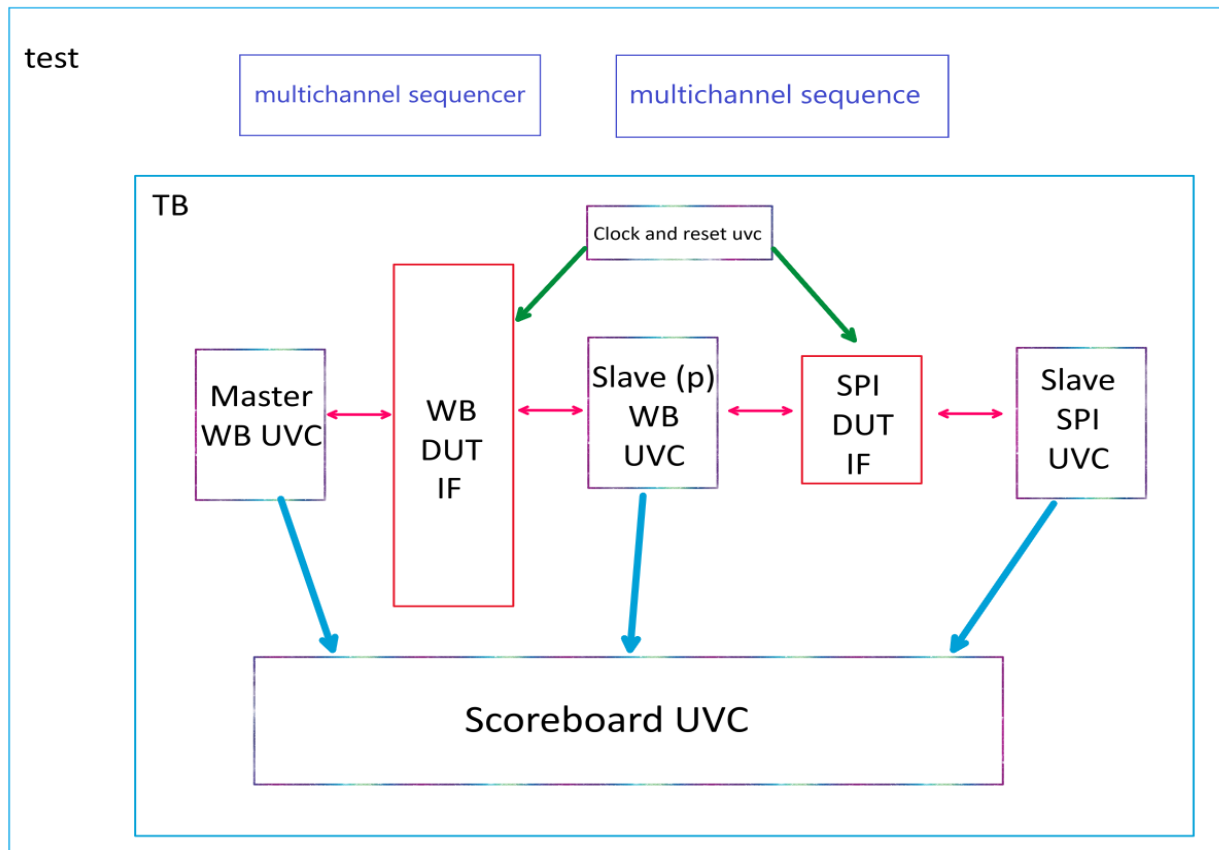 test
multichannel sequencer
multichannel sequence
TB
Clock and reset uvc
Master
WB UVC
WB
DUT
IF
Slave (p)
WB
UVC
SPI
DUT
IF
Slave
SPI
UVC
Scoreboard UVC